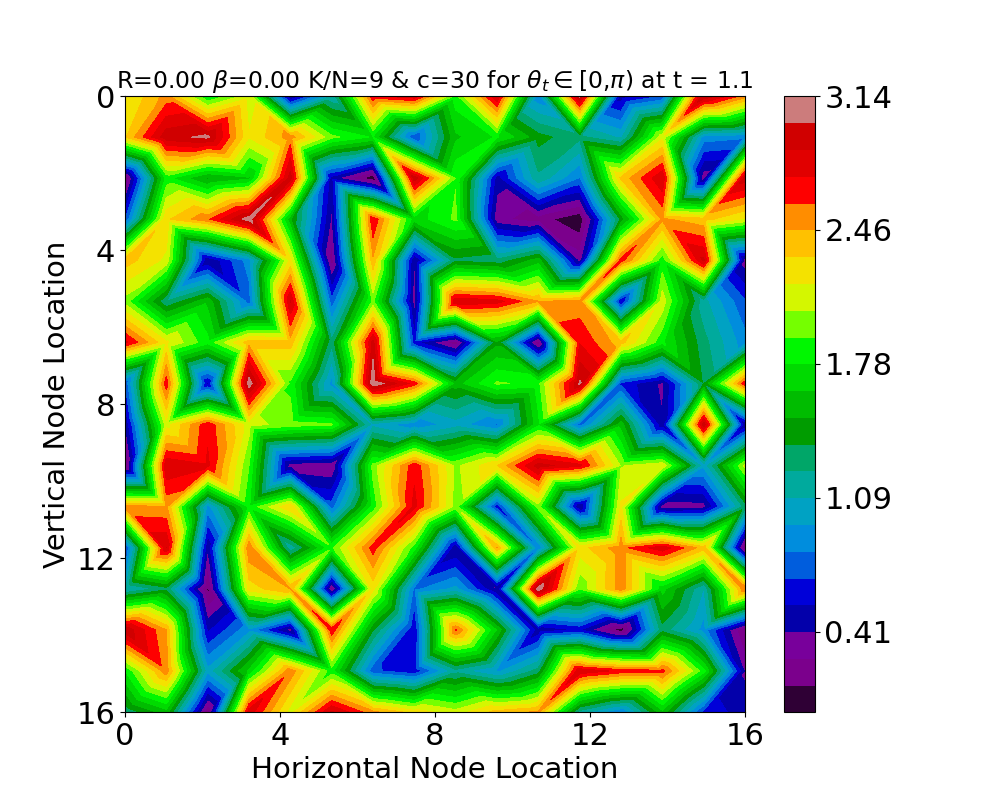 R=0.00 β=0.00 K/N=9 & c=30 for θ_t ∈ [0,π) at t = 1.1
0
4
8
12
16
0 4 8 12 16
Vertical Node Location
Horizontal Node Location
3.14
2.46
1.78
1.09
0.41